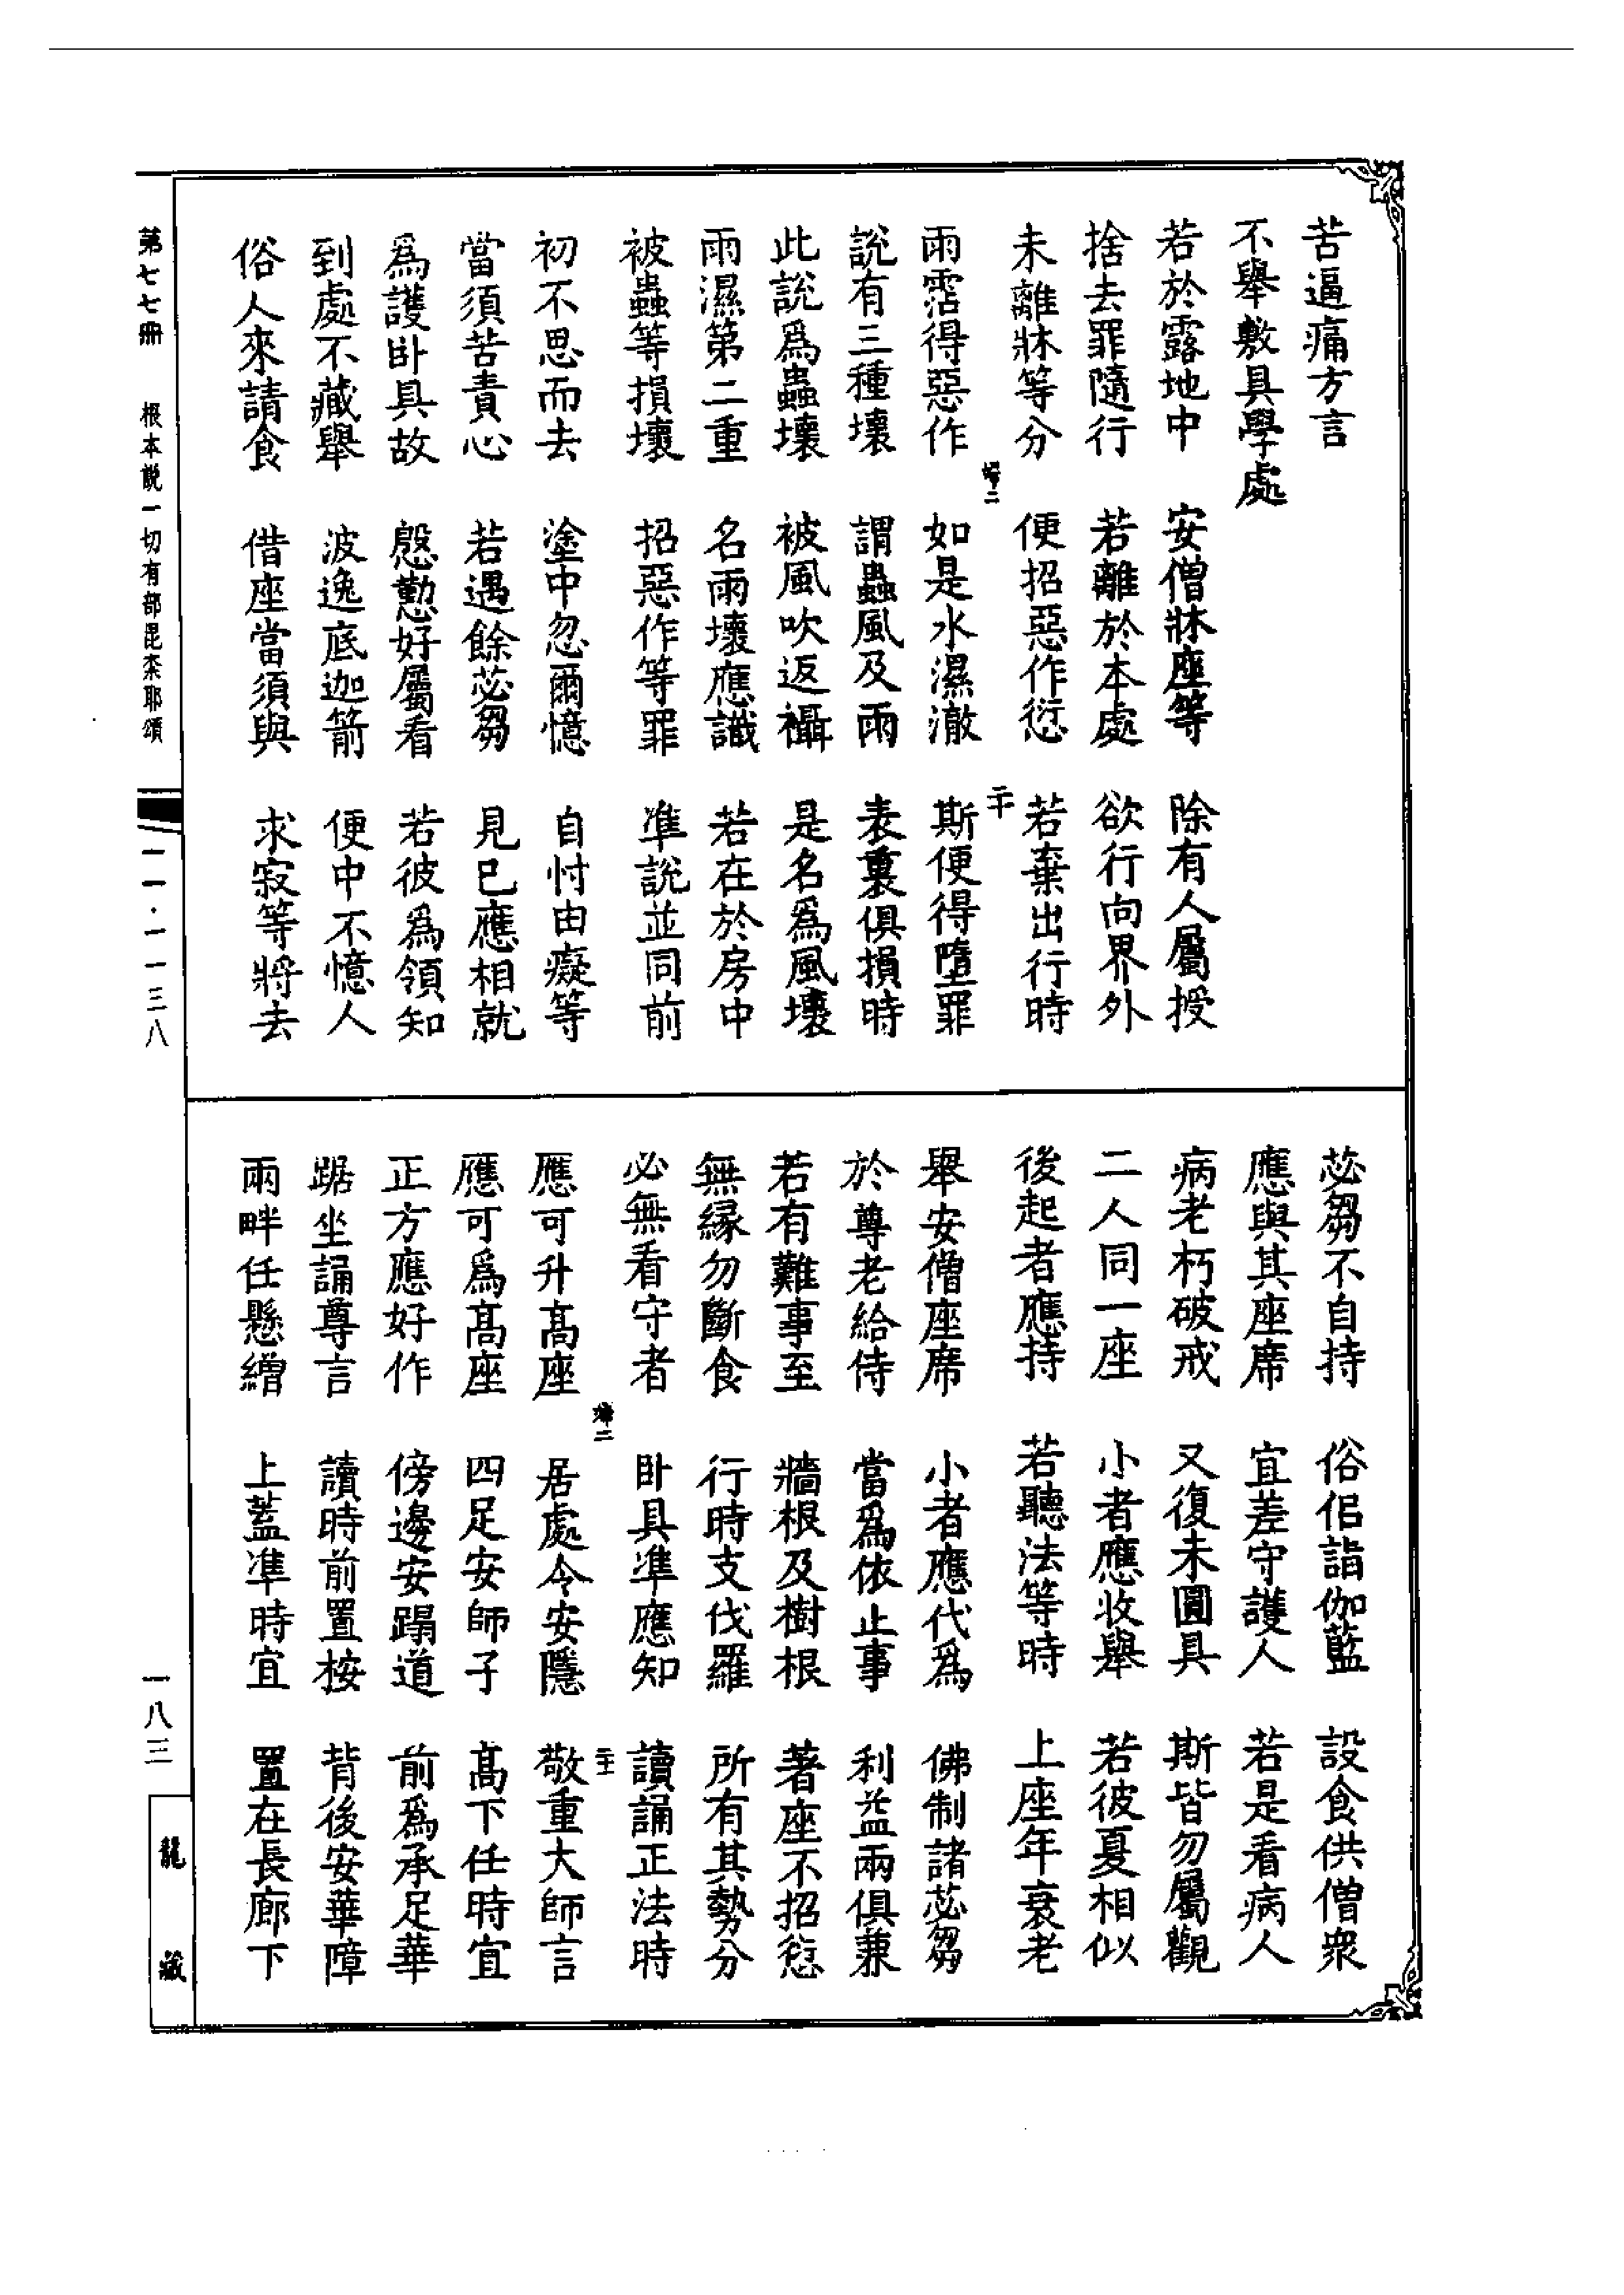 苦逼痛方言
不舉敷具學處
若於露地中 安僧牀座等 除有人屬授
捨去罪隨行 若離於本處 欲行向界外
未離牀等分 便招惡作愆 若棄出行時
雨霑得惡作 如是水濕澈 斯便得墮罪
說有三種壞 謂蟲風及雨 表裏俱損時
此說爲蟲壞 被風吹返襵 是名爲風壞
雨濕第二重 名雨壞應識 若在於房中
被蟲等損壞 招惡作等罪 準說並同前
初不思而去 塗中忽爾憶 自忖由癡等
當須苦責心 若遇餘苾芻 見已應相就
爲護卧具故 慇懃好屬看 若彼爲領知
到處不藏舉 波逸底迦箭 便中不憶人
俗人來請食 借座當須與 求寂等將去
苾芻不自持 俗侶詣伽藍 設食供僧衆
應與其座席 宜差守護人 若是看病人
病老朽破戒 又復未圓具 斯皆勿屬觀
二人同一座 小者應收舉 若彼夏相似
後起者應持 若聽法等時 上座年衰老
舉安僧座席 小者應代爲 佛制諸苾芻
於尊老給侍 當爲依止事 利益兩俱兼
若有難事至 牆根及樹根 著座不招愆
無緣勿斷食 行時支伐羅 所有其勢分
必無看守者 卧具準應知 讀誦正法時
應可升高座 居處令安隱 敬重大師言
應可爲高座 四足安師子 高下任時宜
正方應好作 傍邊安蹋道 前爲承足華
踞坐誦尊言 讀時前置桉 背後安華障
兩畔任懸繒 上蓋準時宜 置在長廊下
第七七冊 根本説一切有部毘柰耶頌 一一·一一三八
一八三
龍藏